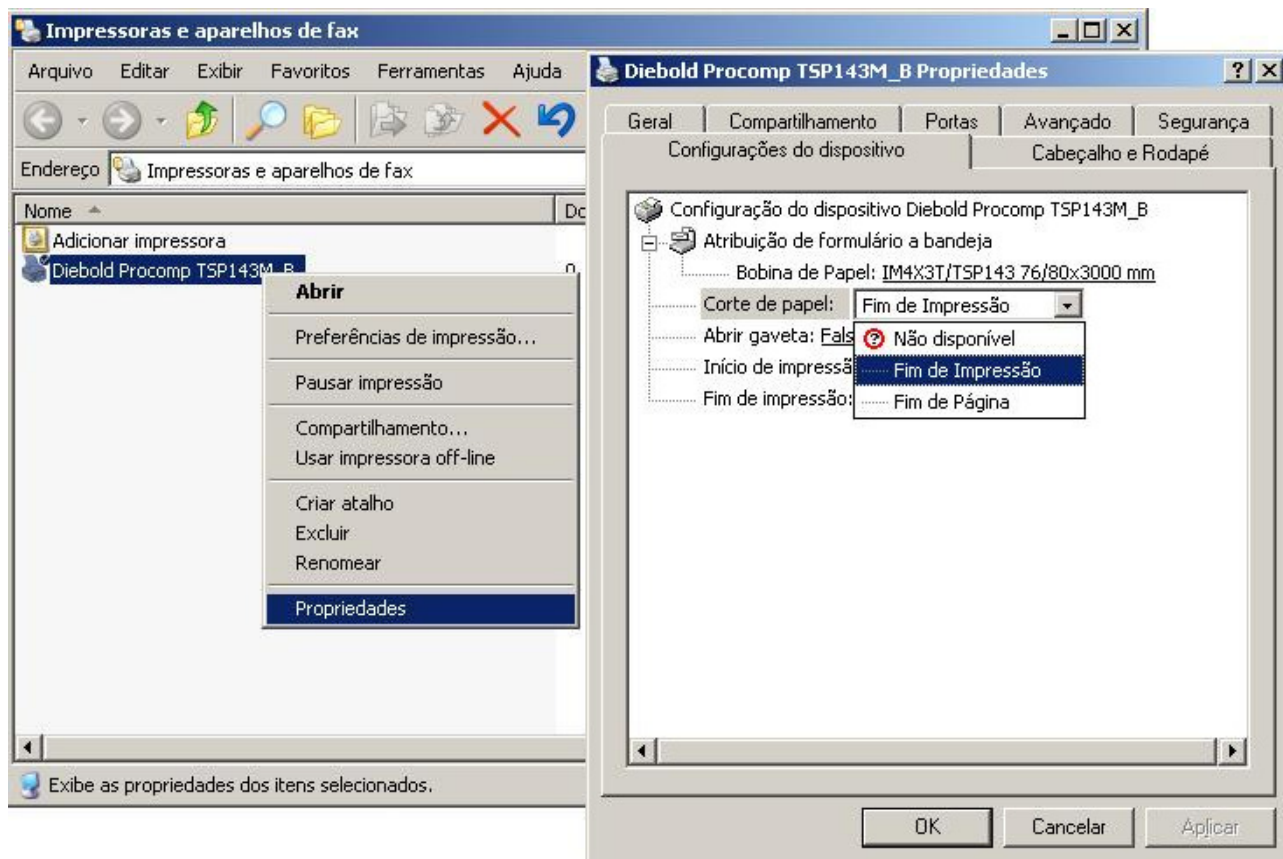 Impressoras e aparelhos de fax
Arquivo Editar Exibir Favoritos Ferramentas Ajuda
Endereço Impressoras e aparelhos de fax
Nome Do
Adicionar impressora
Diebold Procomp TSP143M_B 0
Abrir
Preferências de impressão...
Pausar impressão
Compartilhamento...
Usar impressora off-line
Criar atalho
Excluir
Renomear
Propriedades
Exibe as propriedades dos itens selecionados.
Diebold Procomp TSP143M_B Propriedades
Geral Compartilhamento Portas Avançado Segurança
Configurações do dispositivo Cabeçalho e Rodapé
Configuração do dispositivo Diebold Procomp TSP143M_B
Atribuição de formulário a bandeja
Bobina de Papel: IM4X3T/TSP143 76/80x3000 mm
Corte de papel: Fim de Impressão
Abrir gaveta: Fals
Não disponível
Início de impressã
Fim de Impressão
Fim de impressão:
Fim de Página
OK Cancelar Aplicar